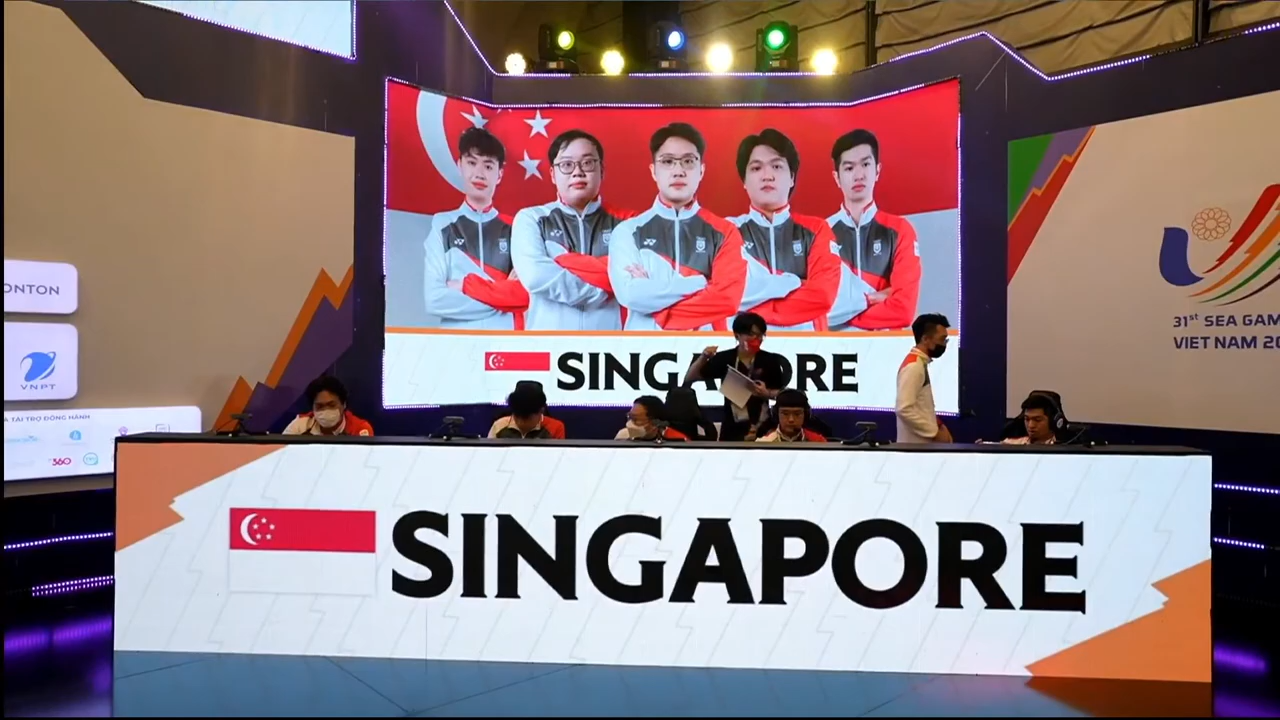 ONTON
VNPT
A TÀI TRỢ ĐỒNG HÀNH
360
SINGAPORE
31st SEA GAM
VIET NAM 20
SINGAPORE